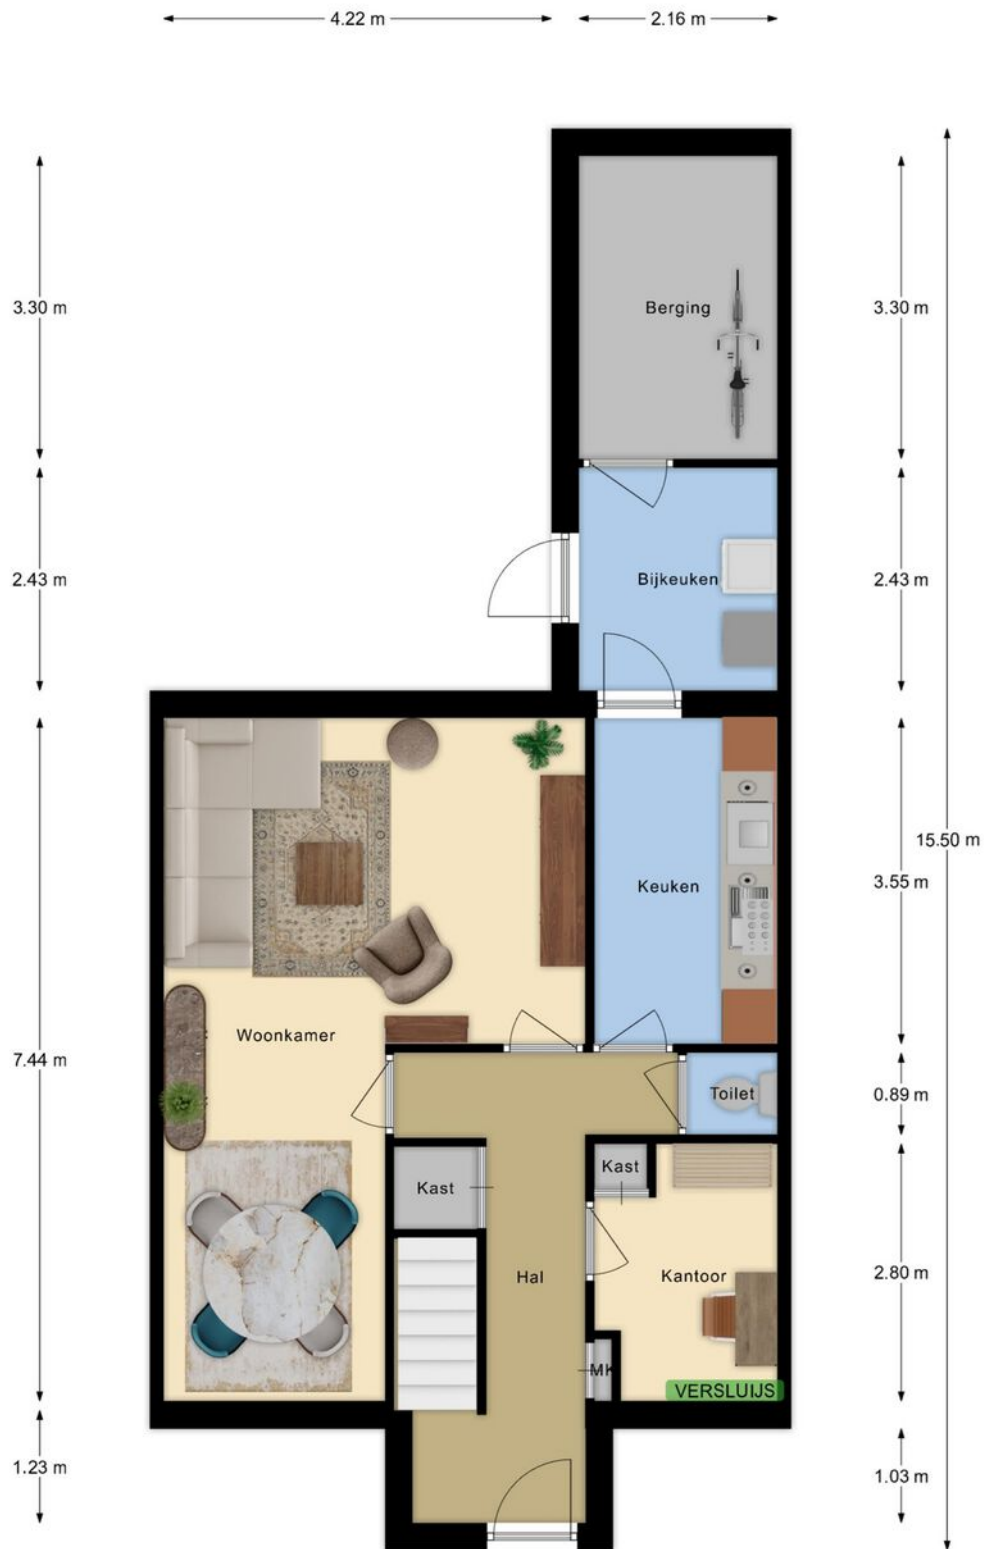 4.22 m
2.16 m
3.30 m
Berging
3.30 m
2.43 m
Bijkeuken
2.43 m
15.50 m
3.55 m
Keuken
Woonkamer
7.44 m
Toilet
0.89 m
Kast
Kast
Hal
Kantoor
2.80 m
MK
VERSLUIJS
1.23 m
1.03 m